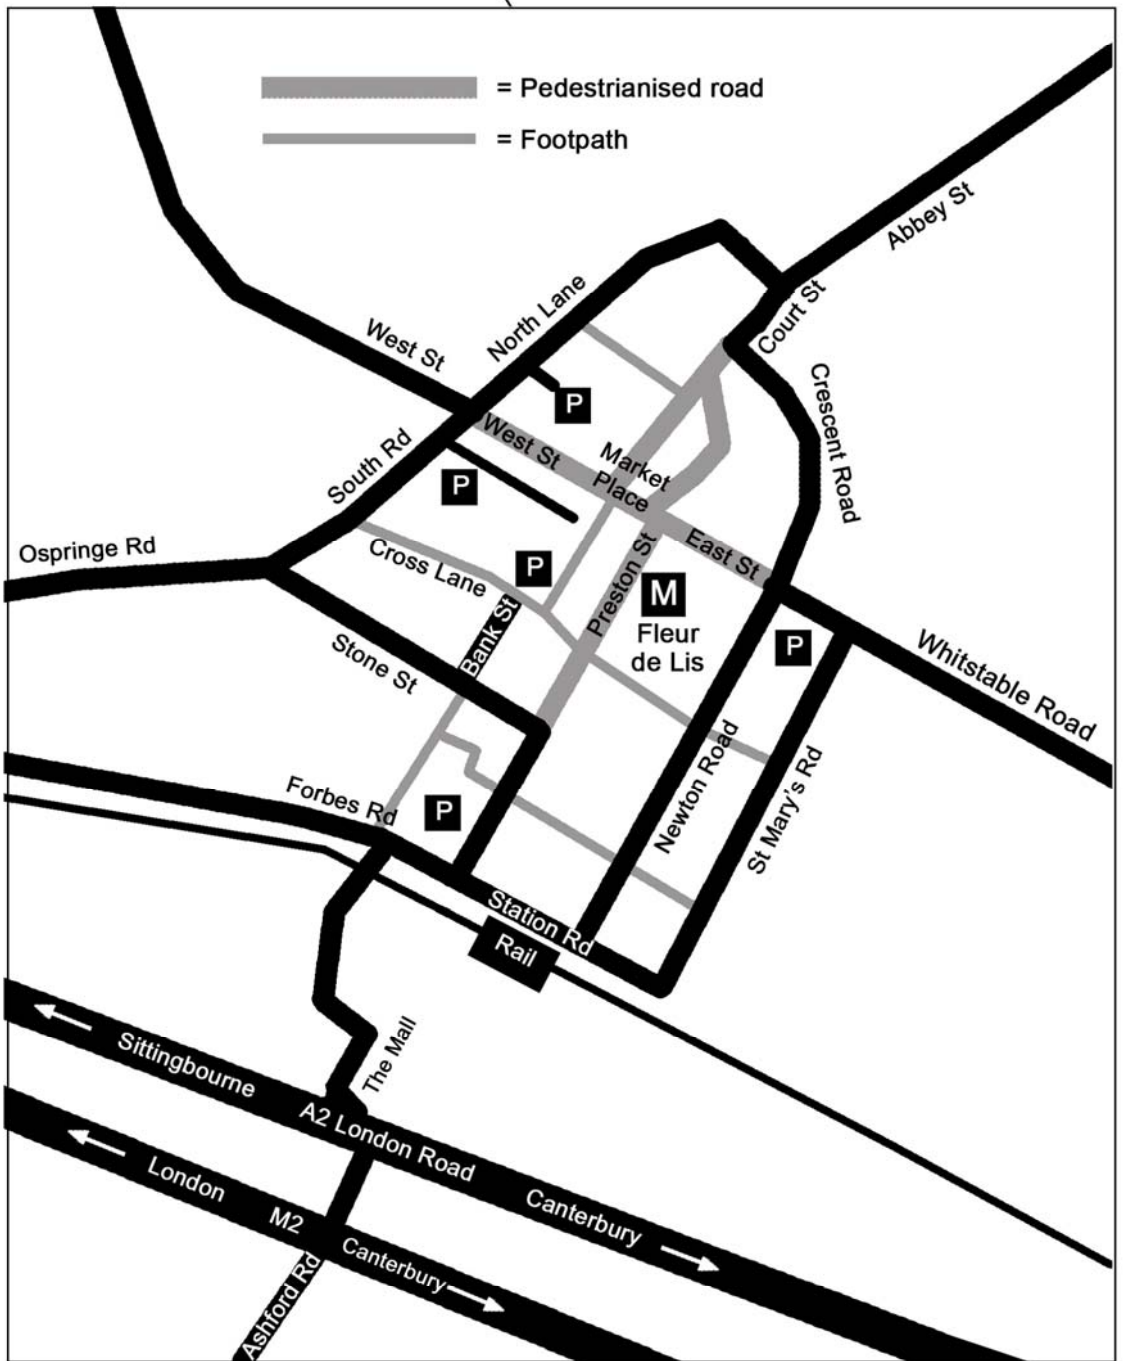 = Pedestrianised road
= Footpath
Abbey St
Court St
North Lane
West St
Crescent Road
P
West St
Market
Place
South Rd
P
East St
Ospringe Rd
Cross Lane
P
Preston St
M
Fleur
de Lis
Bank St
P
Stone St
Whitstable Road
Newton Road
St Mary's Rd
Forbes Rd
P
Station Rd
Rail
The Mall
Sittingbourne
A2 London Road
Canterbury
London
M2
Canterbury
Ashford Rd